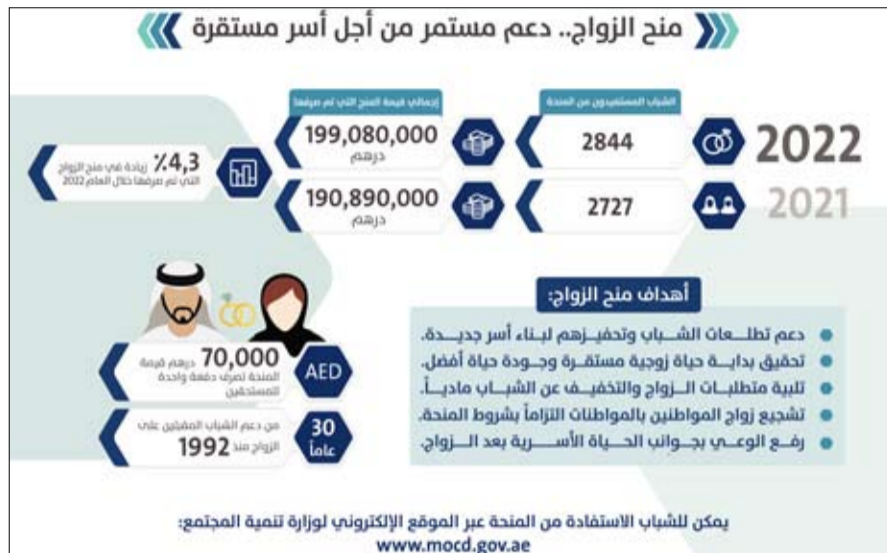 منح الزواج.. دعم مستمر من أجل أسر مستقرة
الشباب المستفيدون من المنحة
إجمالي قيمة المنح التي تم صرفها
2022
2844
199,080,000
درهم
2021
2727
190,890,000
درهم
٪4,3 زيادة في منح الزواج
التي تم صرفها خلال العام 2022
أهداف منح الزواج:
دعم تطلعات الشباب وتحفيزهم لبناء أسر جديدة.
تحقيق بداية حياة زوجية مستقرة وجودة حياة أفضل.
تلبية متطلبات الزواج والتخفيف عن الشباب مادياً.
تشجيع زواج المواطنين بالمواطنات التزاماً بشروط المنحة.
رفع الوعي بجوانب الحياة الأسرية بعد الزواج.
AED
70,000 درهم قيمة
المنحة تصرف دفعة واحدة
للمستحقين
30
عاماً
من دعم الشباب المقبلين على
الزواج منذ 1992
يمكن للشباب الاستفادة من المنحة عبر الموقع الإلكتروني لوزارة تنمية المجتمع:
www.mocd.gov.ae